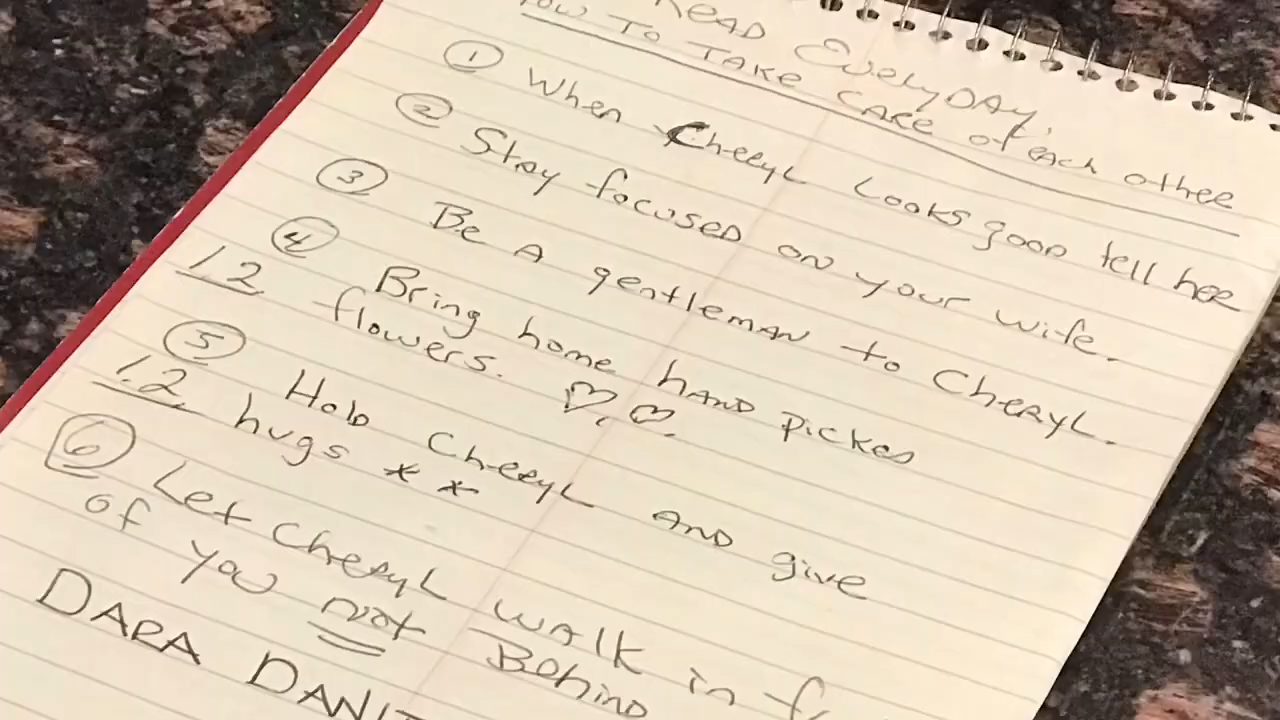 READ EVERyDAy,
HOW TO TAKE CARE of each other
① When Cheryl Looks good tell her
② Stay focused on your wife.
③ Be A gentleman to Cheryl.
④ Bring home hand picked
1.2 flowers. ♡, ♡.
⑤ Hold Cheryl and give
1.2 hugs * *
⑥ Let Cheryl walk in
of you not Behind
DARA